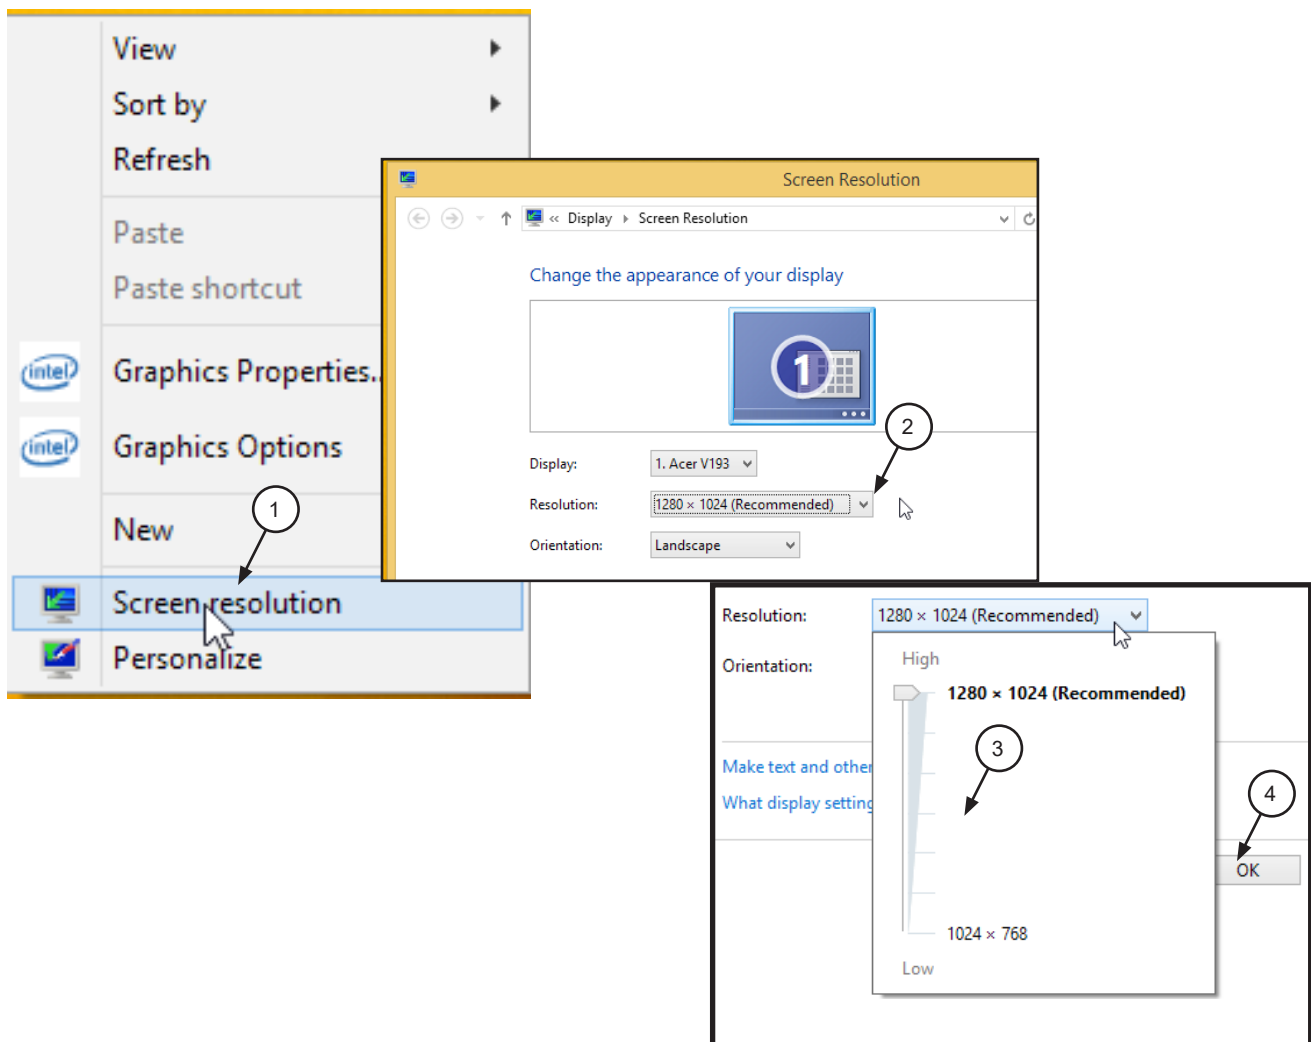 View
Sort by
Refresh
Paste
Paste shortcut
intel
Graphics Properties..
intel
Graphics Options
New
1
Screen resolution
Personalize
Screen Resolution
« Display Screen Resolution
Change the appearance of your display
1
2
Display: 1. Acer V193
Resolution: 1280 × 1024 (Recommended)
Orientation: Landscape
Resolution: 1280 × 1024 (Recommended)
Orientation:
High
1280 × 1024 (Recommended)
3
Make text and other
What display setting
4
OK
1024 × 768
Low